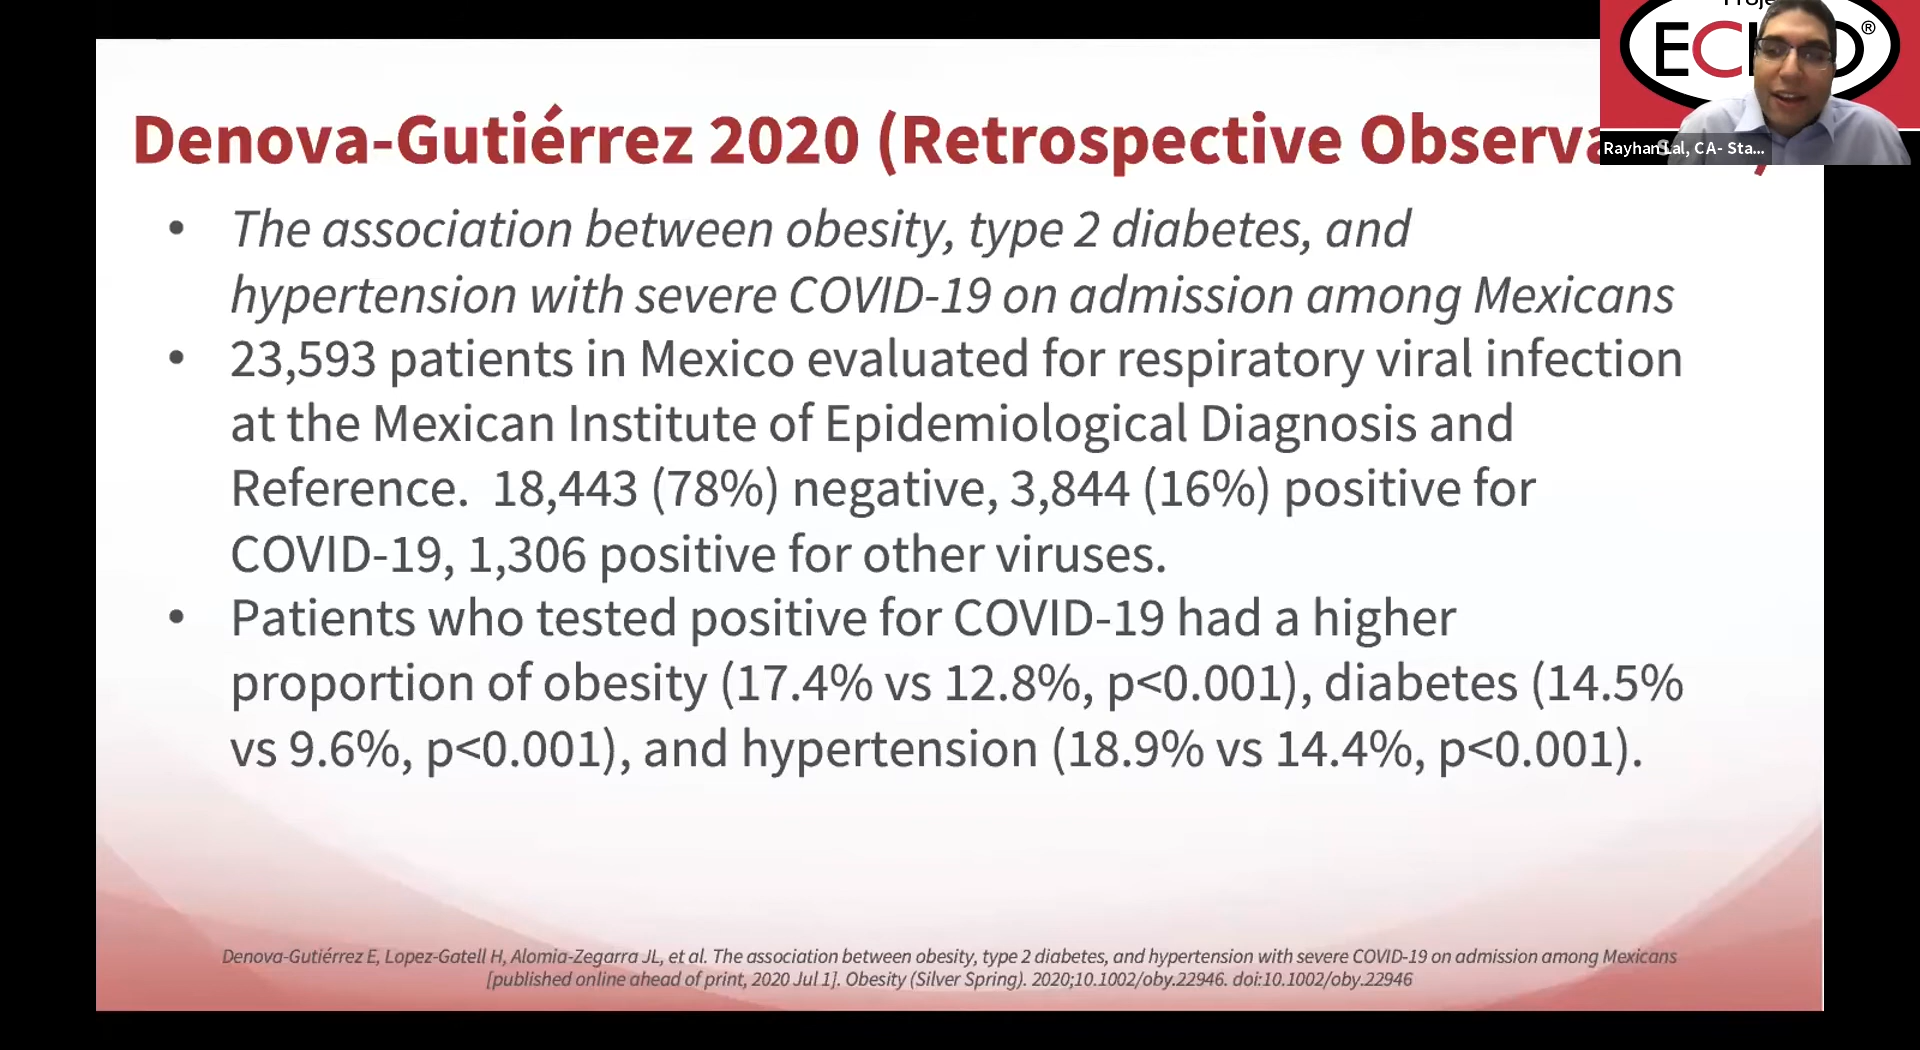 Denova-Gutiérrez 2020 (Retrospective Observa
• The association between obesity, type 2 diabetes, and
hypertension with severe COVID-19 on admission among Mexicans
• 23,593 patients in Mexico evaluated for respiratory viral infection
at the Mexican Institute of Epidemiological Diagnosis and
Reference. 18,443 (78%) negative, 3,844 (16%) positive for
COVID-19, 1,306 positive for other viruses.
• Patients who tested positive for COVID-19 had a higher
proportion of obesity (17.4% vs 12.8%, p<0.001), diabetes (14.5%
vs 9.6%, p<0.001), and hypertension (18.9% vs 14.4%, p<0.001).
Denova-Gutiérrez E, Lopez-Gatell H, Alomia-Zegarra JL, et al. The association between obesity, type 2 diabetes, and hypertension with severe COVID-19 on admission among Mexicans
[published online ahead of print, 2020 Jul 1]. Obesity (Silver Spring). 2020;10.1002/oby.22946. doi:10.1002/oby.22946
Rayhan Lal, CA- Sta...